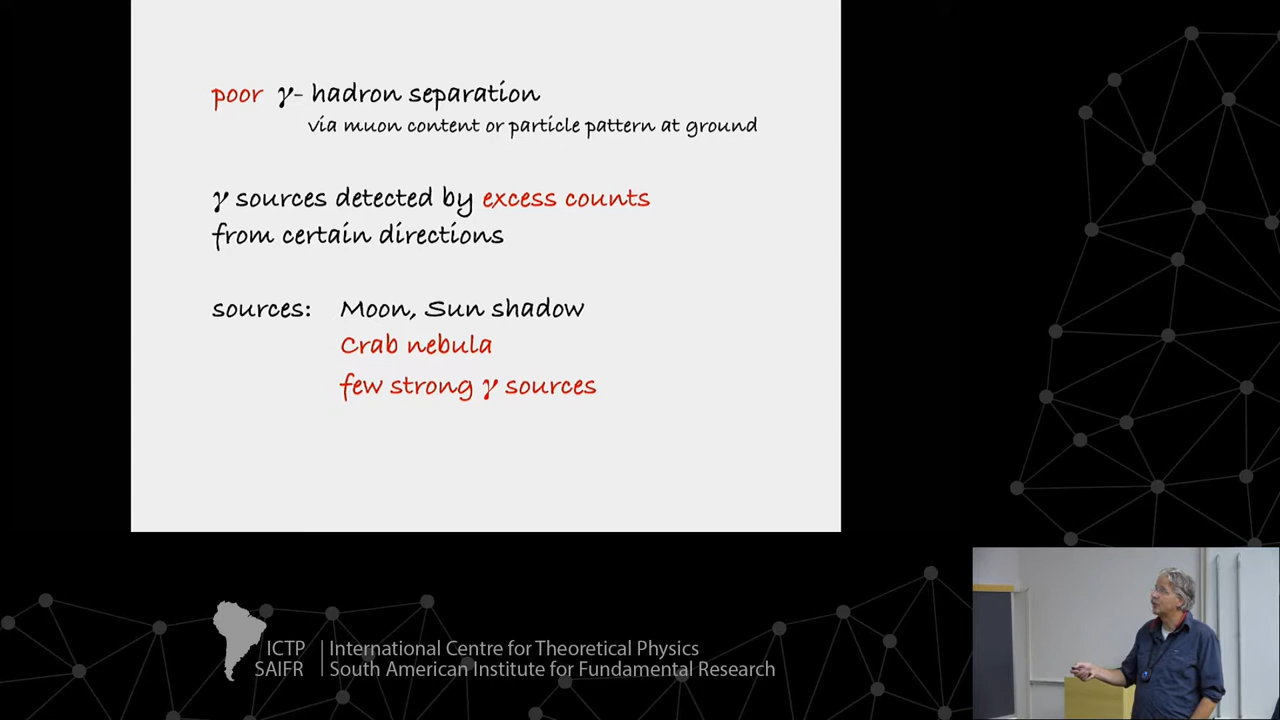 poor γ- hadron separation
via muon content or particle pattern at ground
γ sources detected by excess counts
from certain directions
sources: Moon, Sun shadow
Crab nebula
few strong γ sources
ICTP International Centre for Theoretical Physics
SAIFR South American Institute for Fundamental Research